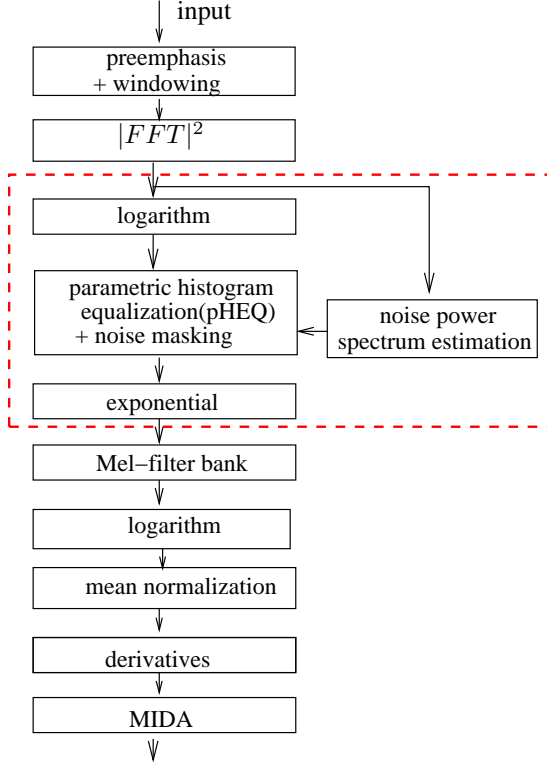 input
preemphasis
+ windowing
|FFT|²
logarithm
parametric histogram
equalization(pHEQ)
+ noise masking
noise power
spectrum estimation
exponential
Mel−filter bank
logarithm
mean normalization
derivatives
MIDA